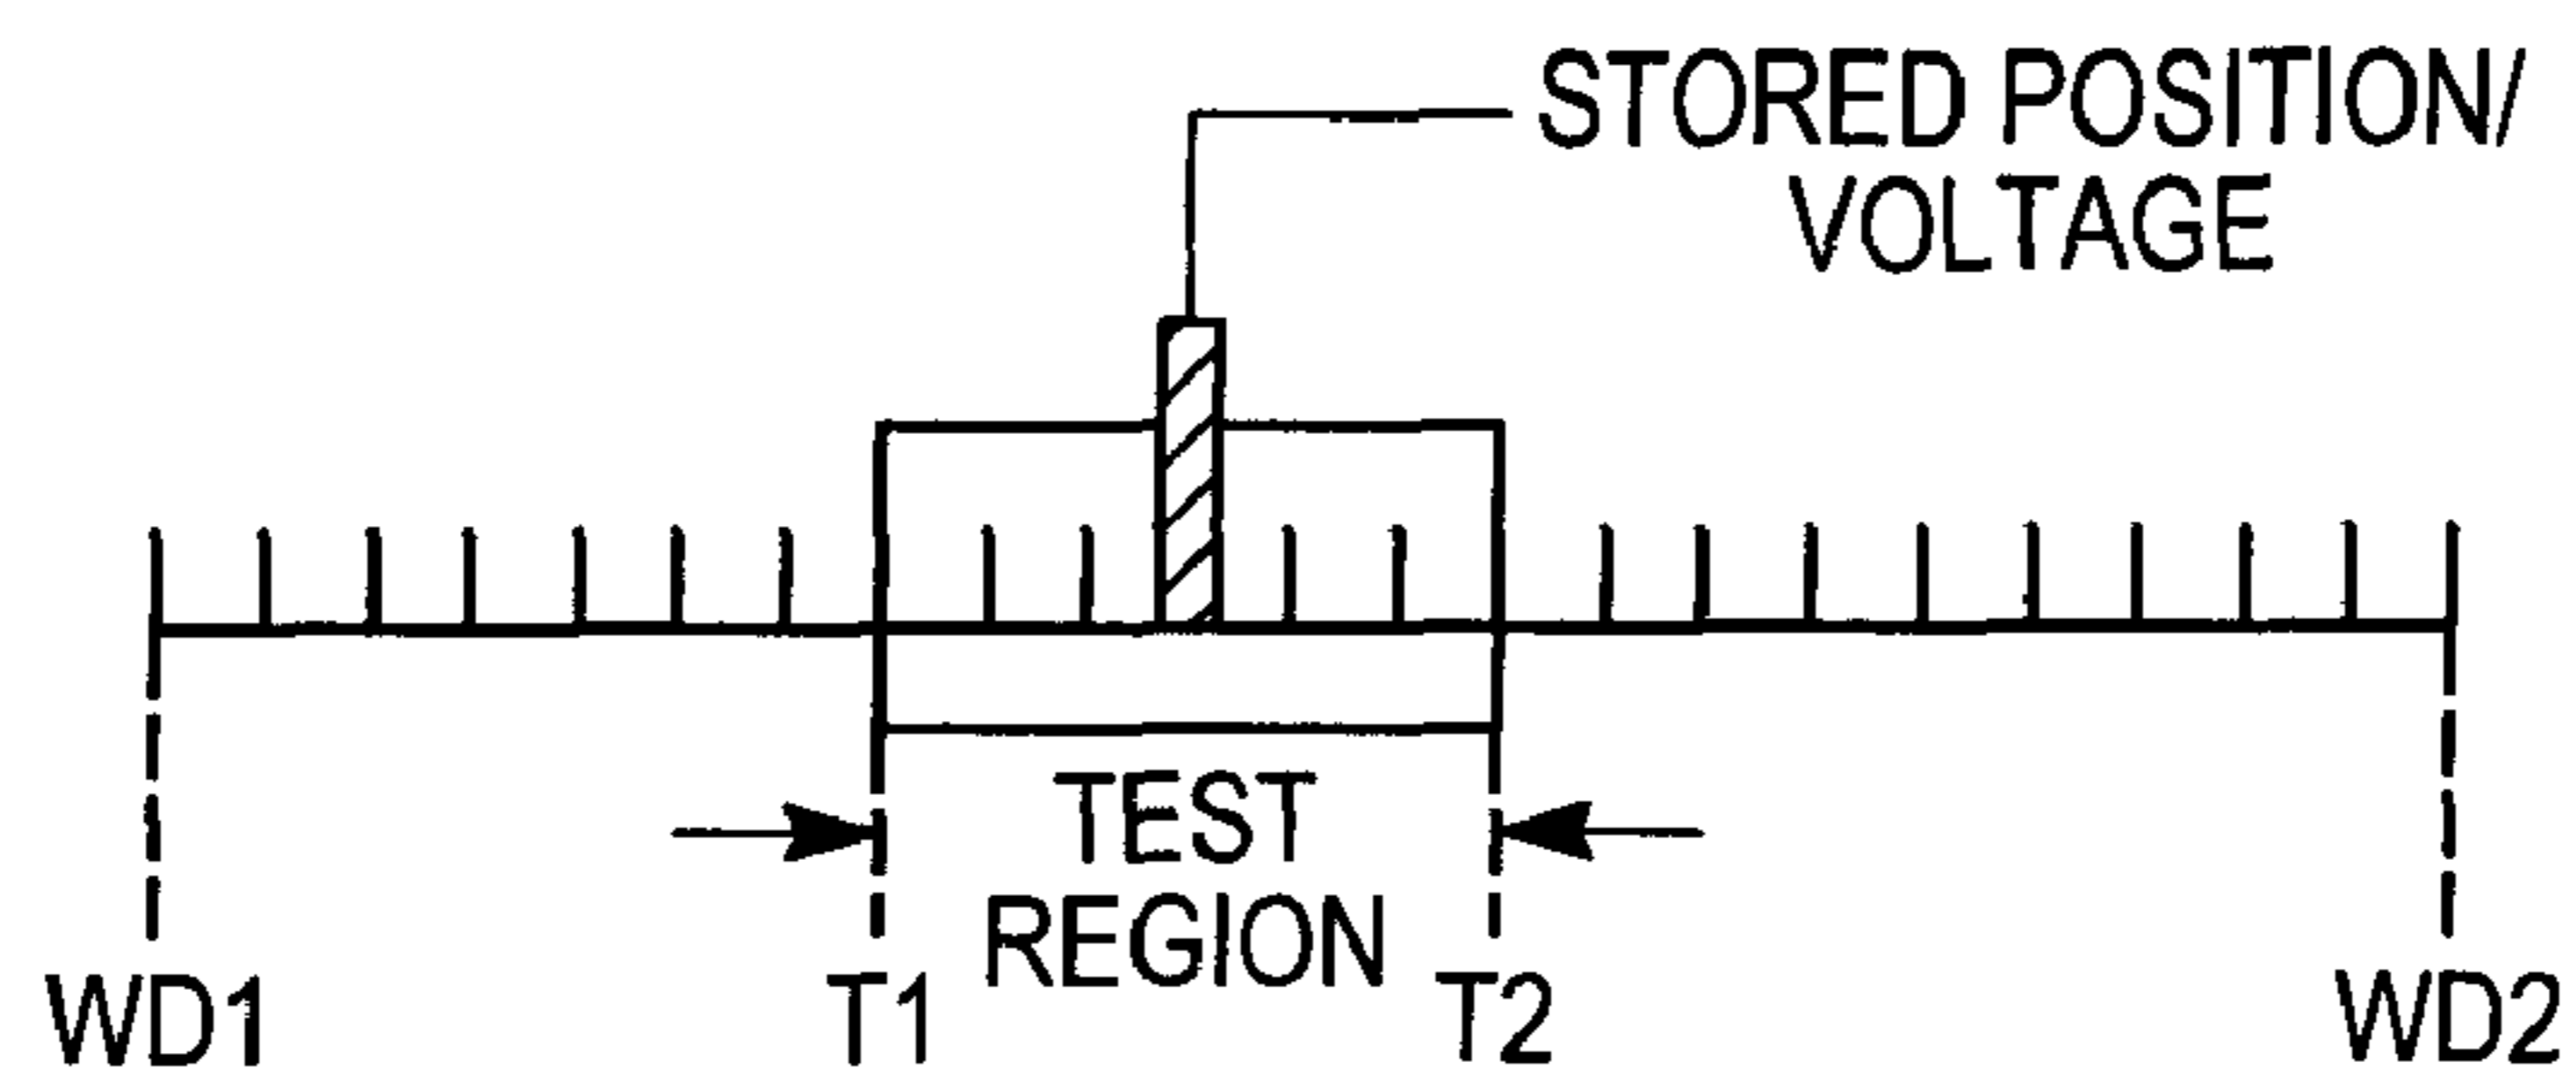 STORED POSITION/
VOLTAGE
TEST
REGION
WD1
T1
T2
WD2